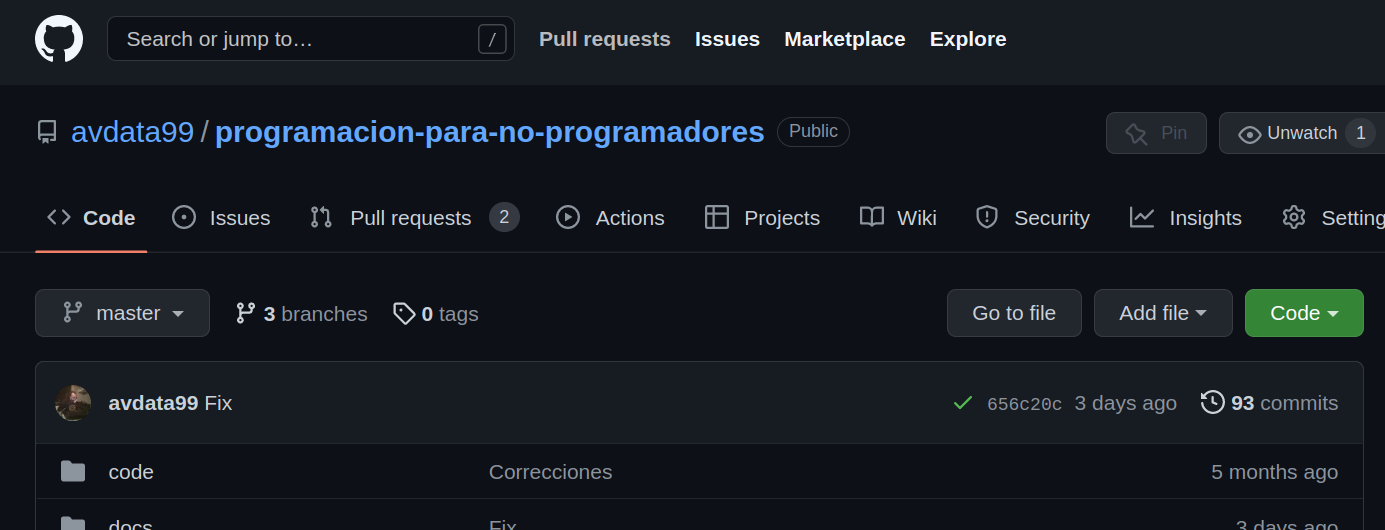 Search or jump to… / Pull requests Issues Marketplace Explore
avdata99 / programacion-para-no-programadores Public Pin Unwatch 1
Code Issues Pull requests 2 Actions Projects Wiki Security Insights Setting
master 3 branches 0 tags Go to file Add file Code
avdata99 Fix 656c20c 3 days ago 93 commits
code Correcciones 5 months ago
docs Fix 3 days ago